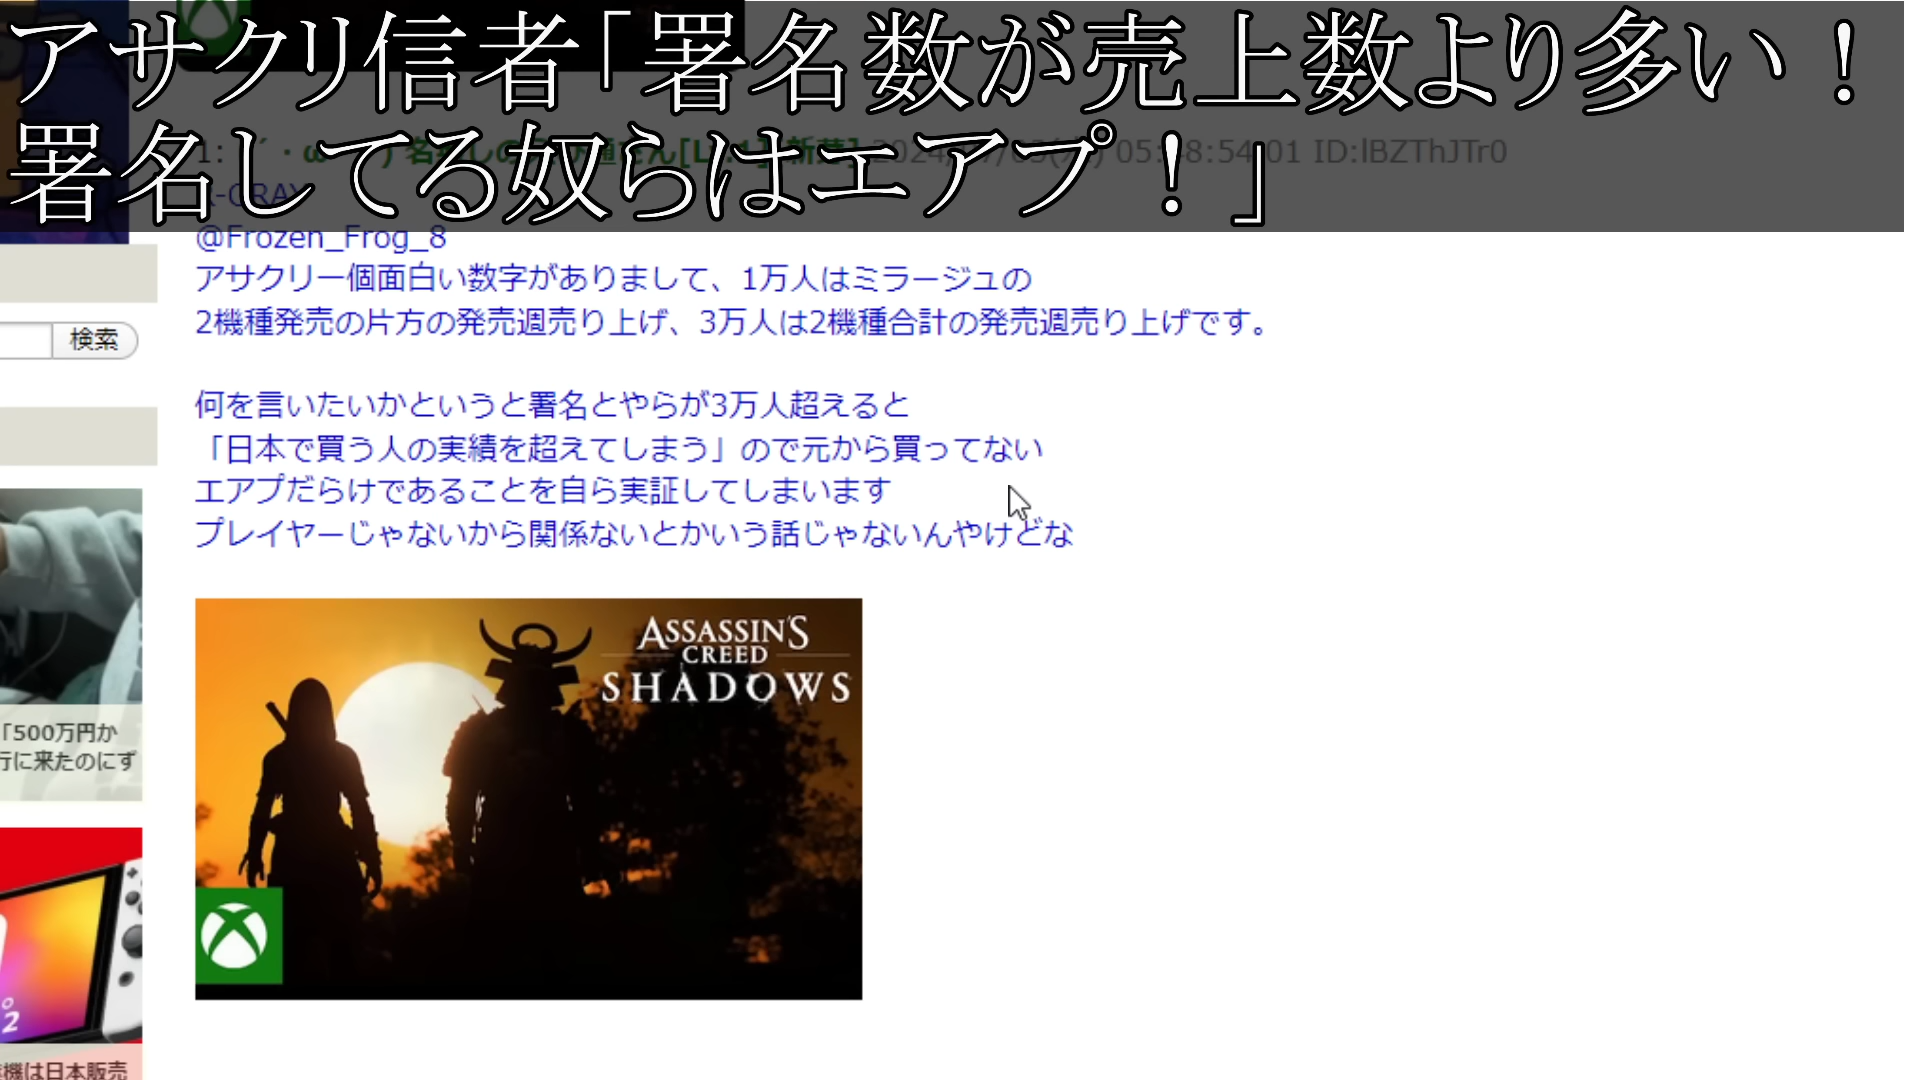 アサクリ信者「署名数が売上数より多い！
署名してる奴らはエアプ！」
05: 8:54 01 ID:lBZThJTr0
@Frozen_Frog_8
アサクリ一個面白い数字がありまして、1万人はミラージュの
2機種発売の片方の発売週売り上げ、3万人は2機種合計の発売週売り上げです。
検索
何を言いたいかというと署名とやらが3万人超えると
「日本で買う人の実績を超えてしまう」ので元から買ってない
エアプだらけであることを自ら実証してしまいます
プレイヤーじゃないから関係ないとかいう話じゃないんやけどな
ASSASSIN'S
CREED
SHADOWS
「500万円か
行に来たのにず
2
機は日本販売